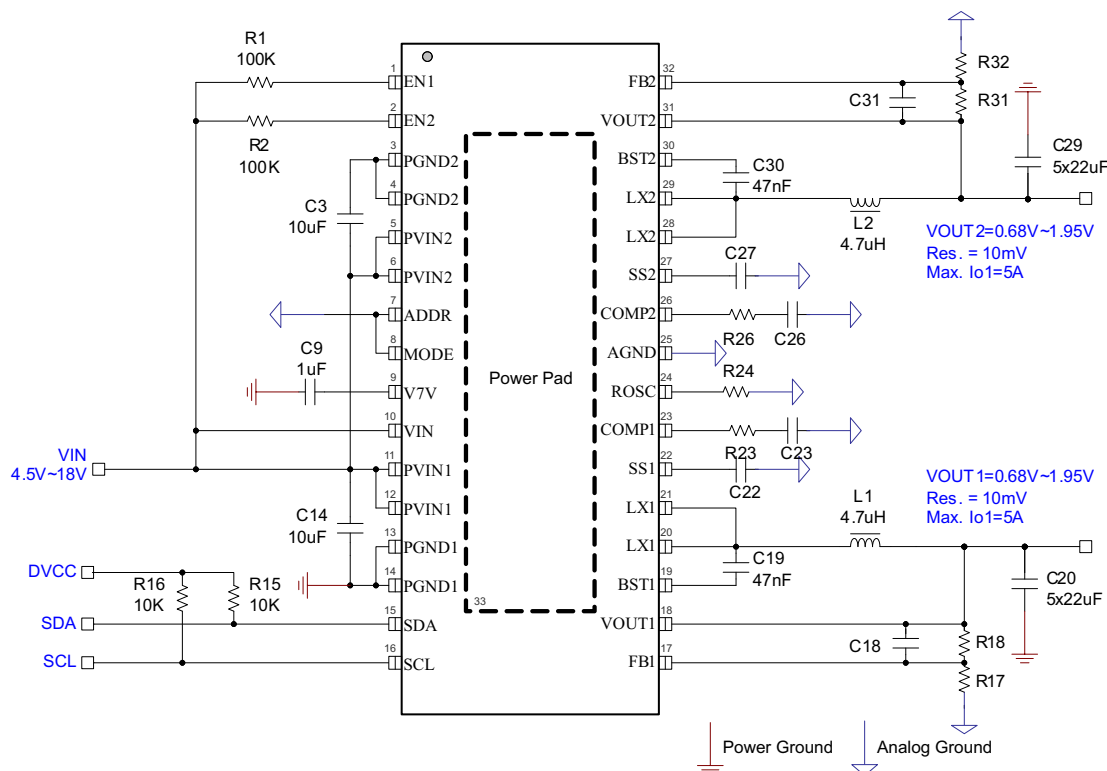 R1
100K
R2
100K
C3
10uF
C9
1uF
VIN
4.5V~18V
C14
10uF
DVCC
R16
10K
R15
10K
SDA
SCL
1
EN1
2
EN2
3
PGND2
4
PGND2
5
PVIN2
6
PVIN2
7
ADDR
8
MODE
9
V7V
10
VIN
11
PVIN1
12
PVIN1
13
PGND1
14
PGND1
15
SDA
16
SCL
Power Pad
33
32
FB2
31
VOUT2
30
BST2
29
LX2
28
LX2
27
SS2
26
COMP2
25
AGND
24
ROSC
23
COMP1
22
SS1
21
LX1
20
LX1
19
BST1
18
VOUT1
17
FB1
R32
R31
C31
C29
5x22uF
C30
47nF
L2
4.7uH
VOUT2=0.68V~1.95V
Res. = 10mV
Max. Io1=5A
C27
R26
C26
R24
R23
C23
C22
VOUT1=0.68V~1.95V
Res. = 10mV
Max. Io1=5A
L1
4.7uH
C19
47nF
C20
5x22uF
C18
R18
R17
Power Ground
Analog Ground